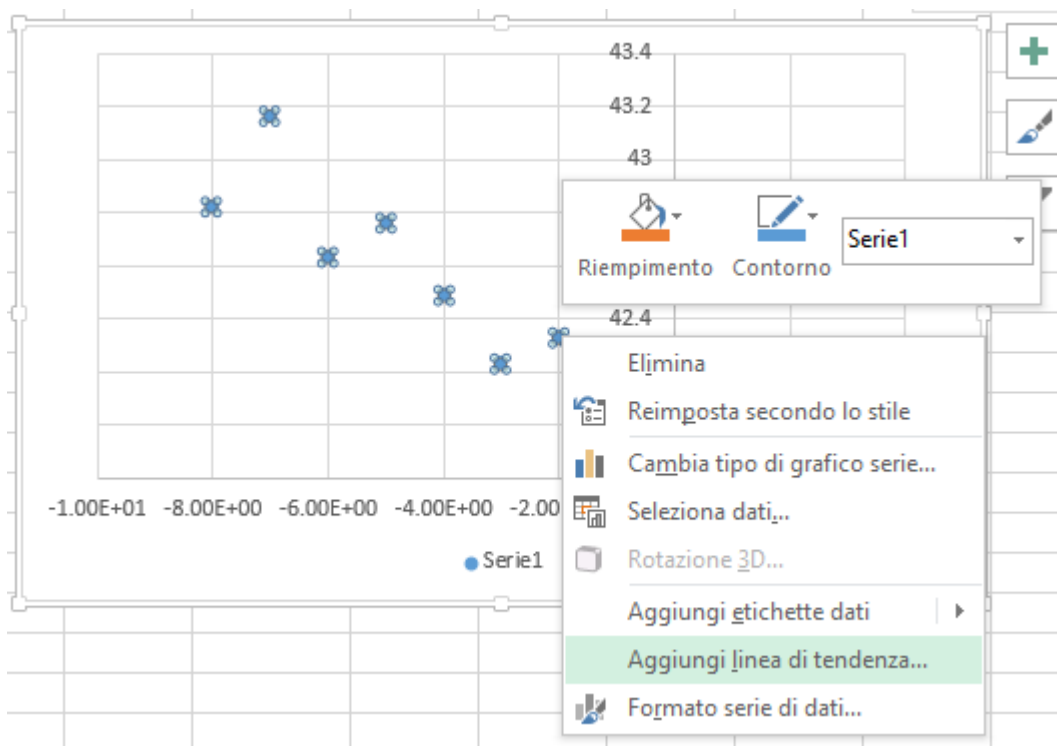 43.4
43.2
43
42.4
Riempimento Contorno Serie1
-1.00E+01 -8.00E+00 -6.00E+00 -4.00E+00 -2.00
Serie1
Elimina
Reimposta secondo lo stile
Cambia tipo di grafico serie...
Seleziona dati...
Rotazione 3D...
Aggiungi etichette dati
Aggiungi linea di tendenza...
Formato serie di dati...